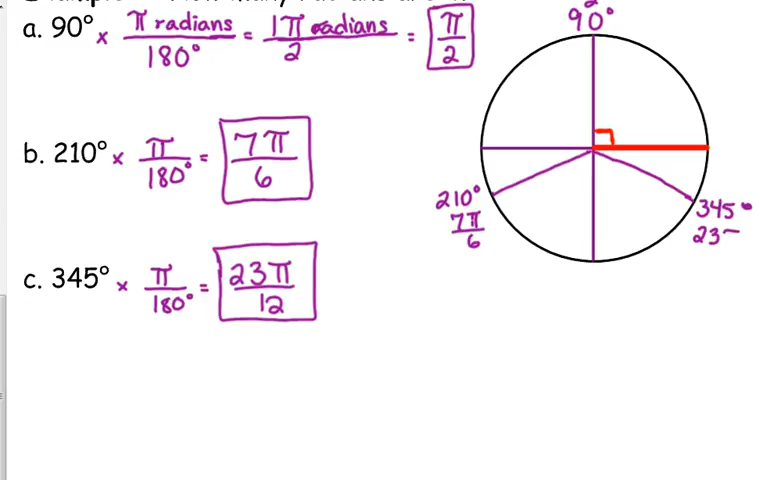 a. 90° × π radians / 180° = 1π radians / 2 = π / 2
b. 210° × π / 180° = 7π / 6
c. 345° × π / 180° = 23π / 12
90°
210°
7π / 6
345°
23